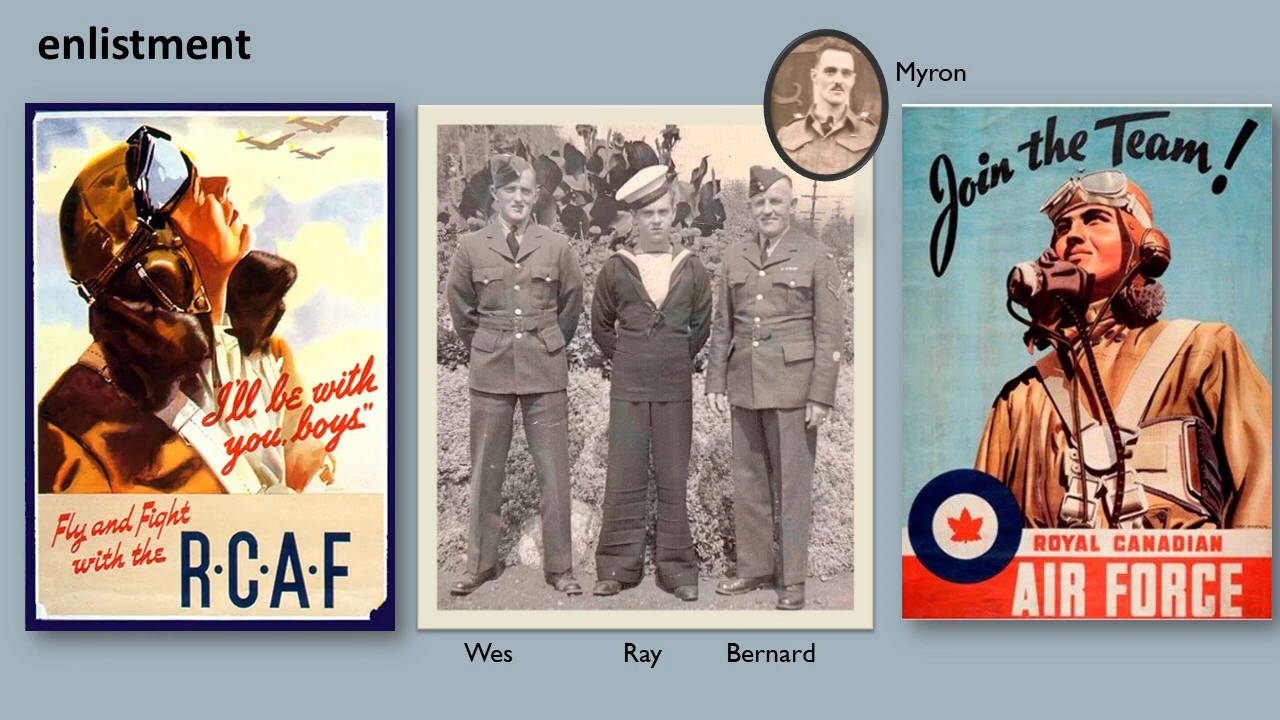 enlistment
Myron
"I'll be with
you, boys"
Fly and Fight
with the
R·C·A·F
Join the Team!
ROYAL CANADIAN
AIR FORCE
Wes Ray Bernard